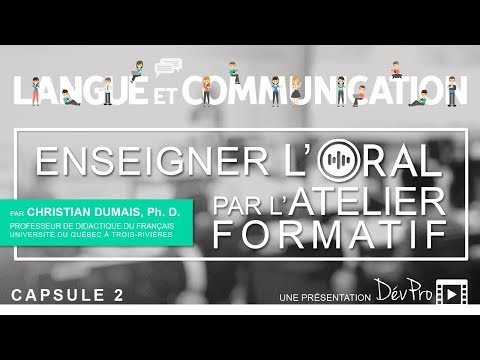 LANGUE ET COMMUNICATION
ENSEIGNER L'ORAL
PAR L'ATELIER
FORMATIF
PAR CHRISTIAN DUMAIS, Ph. D.
PROFESSEUR DE DIDACTIQUE DU FRANÇAIS
UNIVERSITÉ DU QUÉBEC À TROIS-RIVIÈRES
CAPSULE 2
UNE PRÉSENTATION DévPro